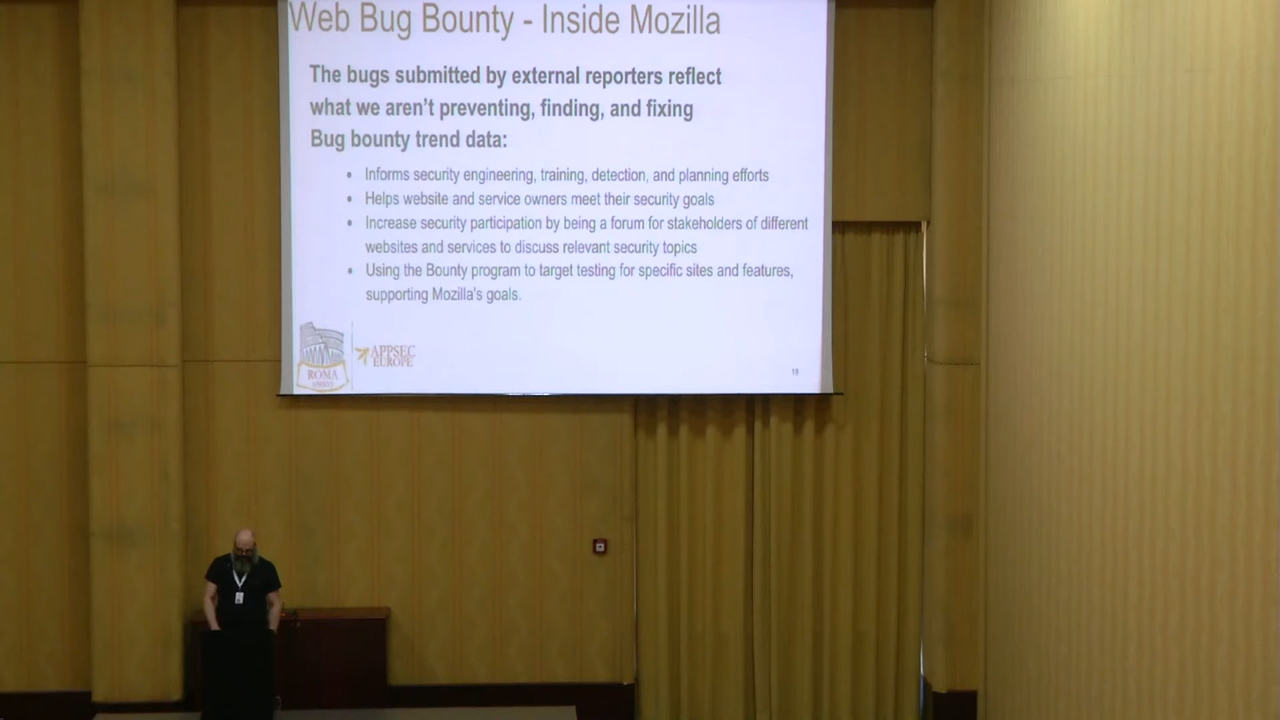 Web Bug Bounty - Inside Mozilla
The bugs submitted by external reporters reflect
what we aren't preventing, finding, and fixing
Bug bounty trend data:
• Informs security engineering, training, detection, and planning efforts
• Helps website and service owners meet their security goals
• Increase security participation by being a forum for stakeholders of different
websites and services to discuss relevant security topics
• Using the Bounty program to target testing for specific sites and features,
supporting Mozilla's goals.
ROMA
APPSEC
EUROPE